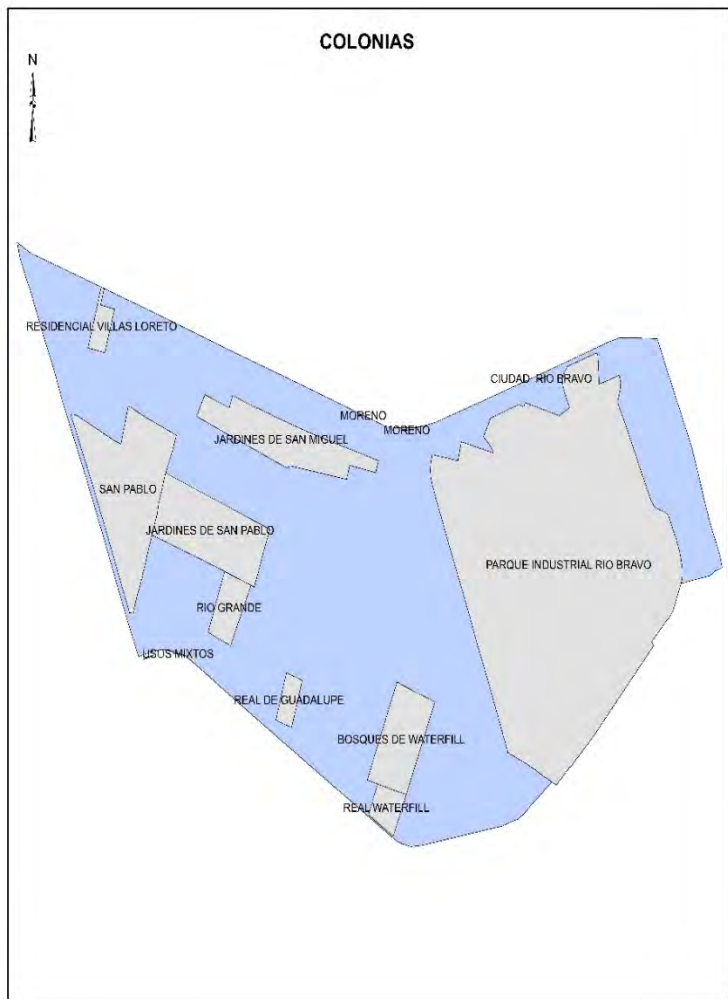 COLONIAS
N
RESIDENCIAL VILLAS LORETO
CIUDAD RIO BRAVO
MORENO
MORENO
JARDINES DE SAN MIGUEL
SAN PABLO
JARDINES DE SAN PABLO
PARQUE INDUSTRIAL RIO BRAVO
RIO GRANDE
USOS MIXTOS
REAL DE GUADALUPE
BOSQUES DE WATERFILL
REAL WATERFILL